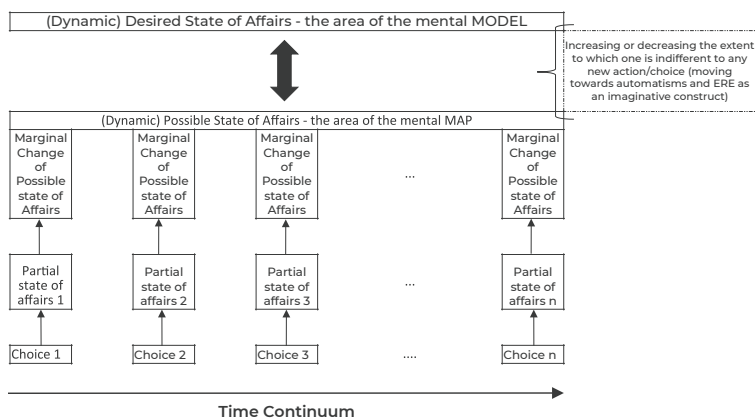 (Dynamic) Desired State of Affairs - the area of the mental MODEL
Increasing or decreasing the extent
to which one is indifferent to any
new action/choice (moving
towards automatisms and ERE as
an imaginative construct)
(Dynamic) Possible State of Affairs - the area of the mental MAP
Marginal
Change
of
Possible
state of
Affairs
Marginal
Change
of
Possible
state of
Affairs
Marginal
Change
of
Possible
state of
Affairs
...
Marginal
Change
of
Possible
state of
Affairs
Partial
state of
affairs 1
Partial
state of
affairs 2
Partial
state of
affairs 3
...
Partial
state of
affairs n
Choice 1
Choice 2
Choice 3
....
Choice n
Time Continuum